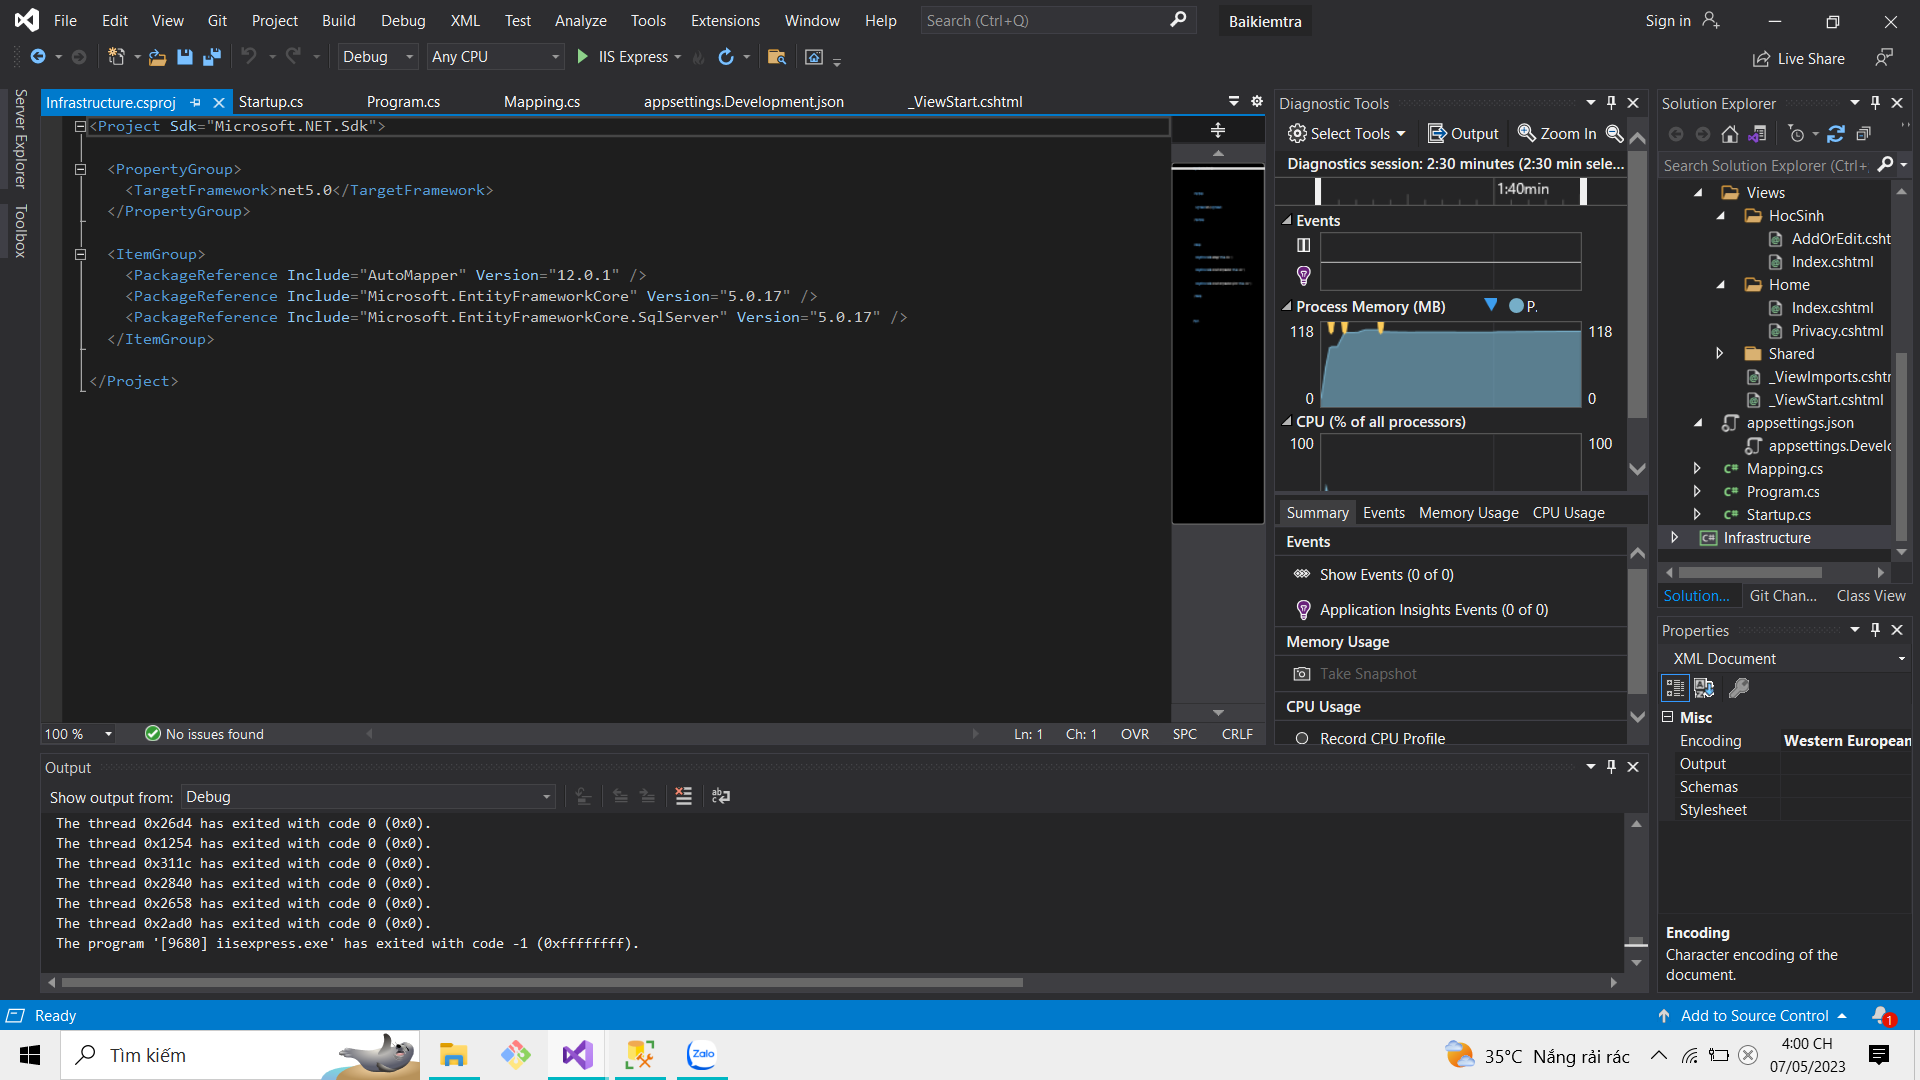 File Edit View Git Project Build Debug XML Test Analyze Tools Extensions Window Help Search (Ctrl+Q) Baikiemtra Sign in
Debug Any CPU IIS Express Live Share
Server Explorer
Toolbox
Infrastructure.csproj Startup.cs Program.cs Mapping.cs appsettings.Development.json _ViewStart.cshtml
<Project Sdk="Microsoft.NET.Sdk">
<PropertyGroup>
<TargetFramework>net5.0</TargetFramework>
</PropertyGroup>
<ItemGroup>
<PackageReference Include="AutoMapper" Version="12.0.1" />
<PackageReference Include="Microsoft.EntityFrameworkCore" Version="5.0.17" />
<PackageReference Include="Microsoft.EntityFrameworkCore.SqlServer" Version="5.0.17" />
</ItemGroup>
</Project>
100 % No issues found Ln: 1 Ch: 1 OVR SPC CRLF
Diagnostic Tools
Select Tools Output Zoom In
Diagnostics session: 2:30 minutes (2:30 min sele...
1:40min
Events
Process Memory (MB) P.
118 118
0 0
CPU (% of all processors)
100 100
Summary Events Memory Usage CPU Usage
Events
Show Events (0 of 0)
Application Insights Events (0 of 0)
Memory Usage
Take Snapshot
CPU Usage
Record CPU Profile
Solution Explorer
Search Solution Explorer (Ctrl+
Views
HocSinh
AddOrEdit.csht
Index.cshtml
Home
Index.cshtml
Privacy.cshtml
Shared
_ViewImports.cshtr
_ViewStart.cshtml
appsettings.json
appsettings.Develo
Mapping.cs
Program.cs
Startup.cs
Infrastructure
Solution... Git Chan... Class View
Properties
XML Document
Misc
Encoding Western European
Output
Schemas
Stylesheet
Encoding
Character encoding of the
document.
Output
Show output from: Debug
The thread 0x26d4 has exited with code 0 (0x0).
The thread 0x1254 has exited with code 0 (0x0).
The thread 0x311c has exited with code 0 (0x0).
The thread 0x2840 has exited with code 0 (0x0).
The thread 0x2658 has exited with code 0 (0x0).
The thread 0x2ad0 has exited with code 0 (0x0).
The program '[9680] iisexpress.exe' has exited with code -1 (0xffffffff).
Ready Add to Source Control 1
Tìm kiếm Zalo 35°C Nắng rải rác 4:00 CH
07/05/2023